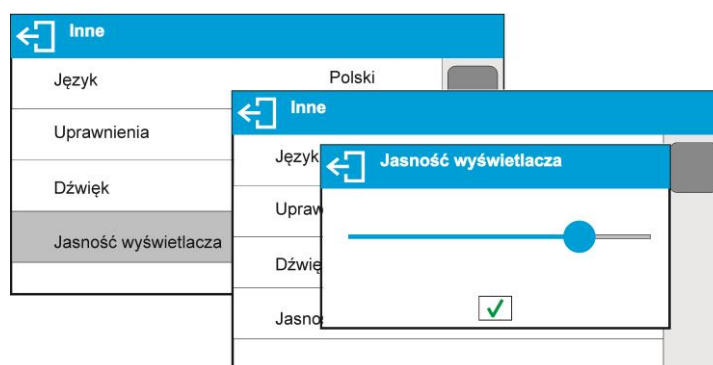 Inne
Język Polski
Uprawnienia
Dźwięk
Jasność wyświetlacza
Inne
Język
Upraw
Dźwię
Jasno
Jasność wyświetlacza